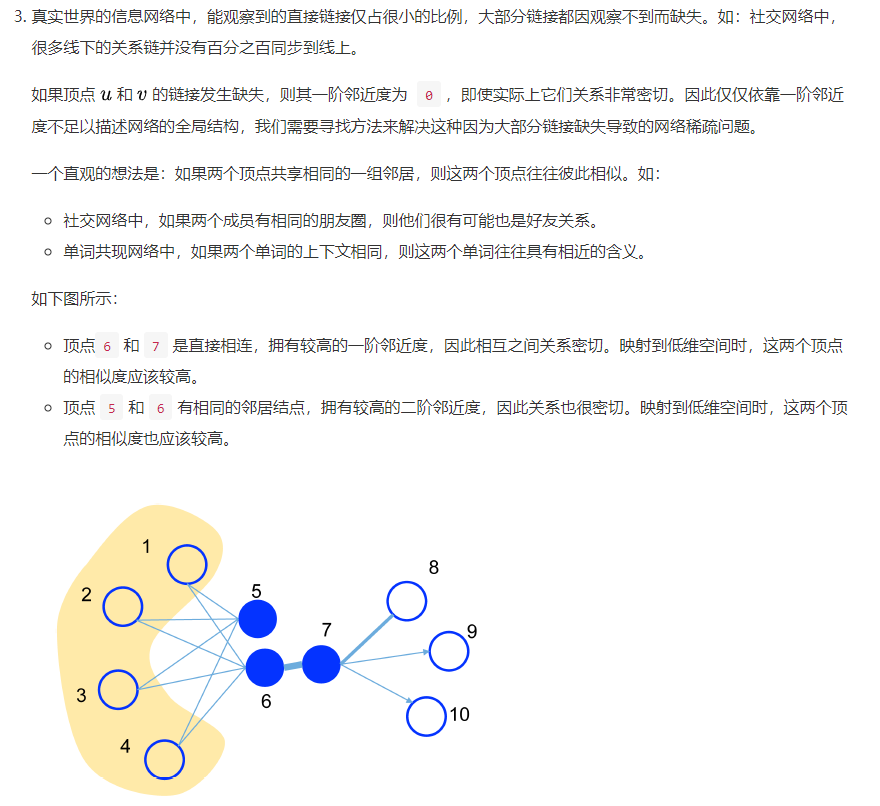 3. 真实世界的信息网络中，能观察到的直接链接仅占很小的比例，大部分链接都因观察不到而缺失。如：社交网络中，
很多线下的关系链并没有百分之百同步到线上。
如果顶点 u 和 v 的链接发生缺失，则其一阶邻近度为 0 ，即使实际上它们关系非常密切。因此仅仅依靠一阶邻近
度不足以描述网络的全局结构，我们需要寻找方法来解决这种因为大部分链接缺失导致的网络稀疏问题。
一个直观的想法是：如果两个顶点共享相同的一组邻居，则这两个顶点往往彼此相似。如：
社交网络中，如果两个成员有相同的朋友圈，则他们很有可能也是好友关系。
单词共现网络中，如果两个单词的上下文相同，则这两个单词往往具有相近的含义。
如下图所示：
顶点 6 和 7 是直接相连，拥有较高的一阶邻近度，因此相互之间关系密切。映射到低维空间时，这两个顶点
的相似度应该较高。
顶点 5 和 6 有相同的邻居结点，拥有较高的二阶邻近度，因此关系也很密切。映射到低维空间时，这两个顶
点的相似度也应该较高。
1
2
3
4
5
6
7
8
9
10